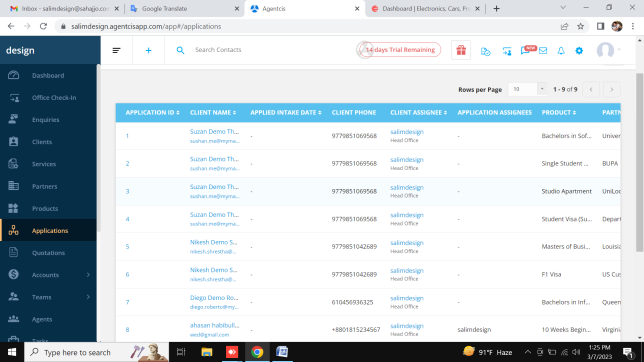 Inbox - salimdesign@sahajjo.com
Google Translate
Agentcis
Dashboard | Electronics, Cars, Fa
salimdesign.agentcisapp.com/app#/applications
design
Search Contacts
14 days Trial Remaining
NEW
Dashboard
Office Check-In
Enquiries
Clients
Services
Partners
Products
Applications
Quotations
Accounts
Teams
Agents
Tasks
Rows per Page 10 1 - 9 of 9
APPLICATION ID CLIENT NAME APPLIED INTAKE DATE CLIENT PHONE CLIENT ASSIGNEE APPLICATION ASSIGNEES PRODUCT PARTN
1 Suzan Demo Th... - 9779851069568 salimdesign - Bachelors in Sof... Univer
sushan.me@myma... Head Office
2 Suzan Demo Th... - 9779851069568 salimdesign - Single Student ... BUPA
sushan.me@myma... Head Office
3 Suzan Demo Th... - 9779851069568 salimdesign - Studio Apartment UniLoc
sushan.me@myma... Head Office
4 Suzan Demo Th... - 9779851069568 salimdesign - Student Visa (Su... Depart
sushan.me@myma... Head Office
5 Nikesh Demo S... - 9779851042689 salimdesign - Masters of Busi... Louisia
nikesh.shrestha@... Head Office
6 Nikesh Demo S... - 9779851042689 salimdesign - F1 Visa US Cus
nikesh.shrestha@... Head Office
7 Diego Demo Ro... - 610456936325 salimdesign - Bachelors in Inf... Queen
diego.roberto@my... Head Office
8 ahasan habibull... - +8801815234567 salimdesign salimdesign 10 Weeks Begin... Virgini
wed@gmail.com Head Office
Type here to search
91°F Haze
1:25 PM
3/7/2023